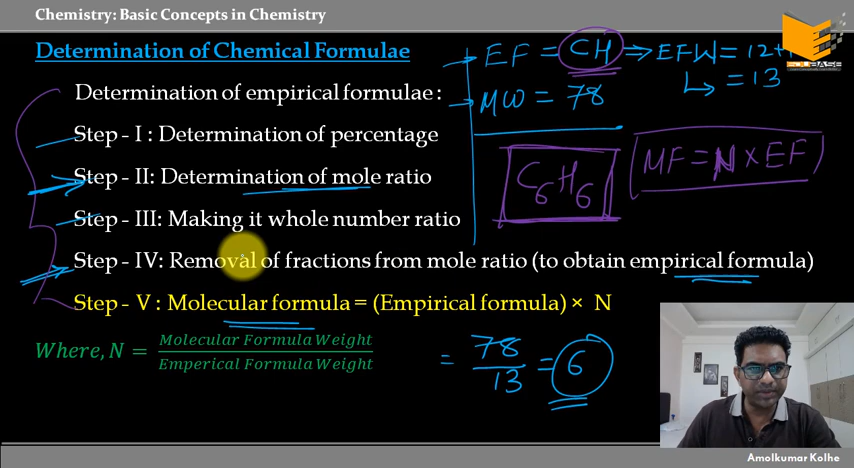 Chemistry: Basic Concepts in Chemistry
Determination of Chemical Formulae
EF = CH ⇒ EFW = 12+
↳ = 13
MW = 78
Determination of empirical formulae :
Step - I : Determination of percentage
Step - II: Determination of mole ratio
C6H6
MF = N × EF
Step - III: Making it whole number ratio
Step - IV: Removal of fractions from mole ratio (to obtain empirical formula)
Step - V : Molecular formula = (Empirical formula) × N
Where, N = Molecular Formula Weight / Emperical Formula Weight
= 78/13 = 6
EDUBASE
Amolkumar Kolhe